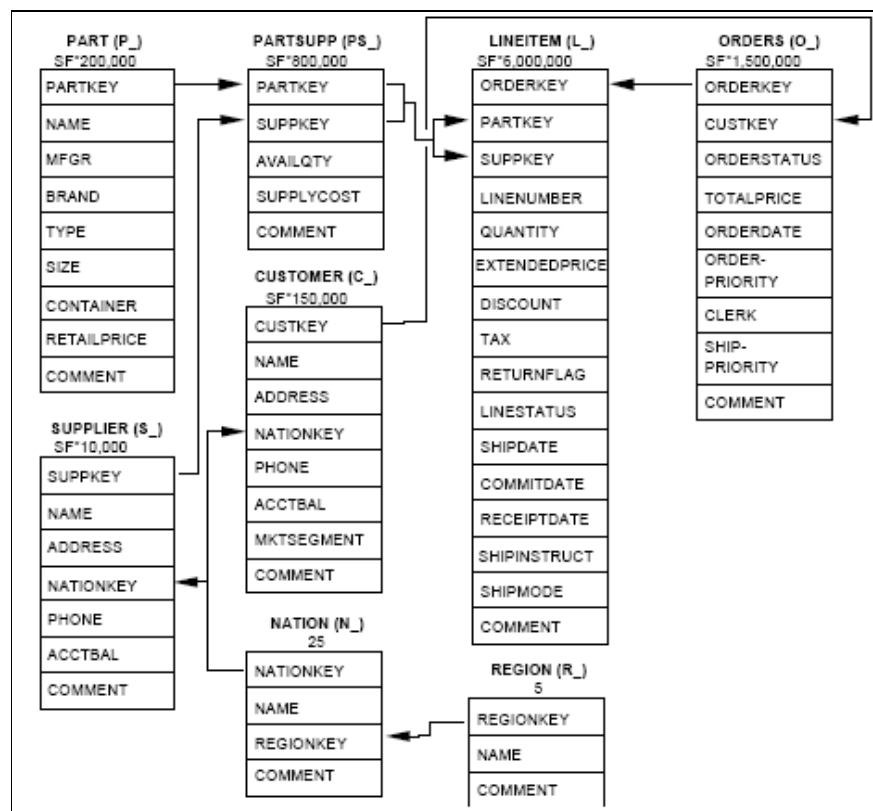 PART (P_)
SF*200,000
PARTKEY
NAME
MFGR
BRAND
TYPE
SIZE
CONTAINER
RETAILPRICE
COMMENT
SUPPLIER (S_)
SF*10,000
SUPPKEY
NAME
ADDRESS
NATIONKEY
PHONE
ACCTBAL
COMMENT
PARTSUPP (PS_)
SF*800,000
PARTKEY
SUPPKEY
AVAILQTY
SUPPLYCOST
COMMENT
CUSTOMER (C_)
SF*150,000
CUSTKEY
NAME
ADDRESS
NATIONKEY
PHONE
ACCTBAL
MKTSEGMENT
COMMENT
NATION (N_)
25
NATIONKEY
NAME
REGIONKEY
COMMENT
LINEITEM (L_)
SF*6,000,000
ORDERKEY
PARTKEY
SUPPKEY
LINENUMBER
QUANTITY
EXTENDEDPRICE
DISCOUNT
TAX
RETURNFLAG
LINESTATUS
SHIPDATE
COMMITDATE
RECEIPTDATE
SHIPINSTRUCT
SHIPMODE
COMMENT
REGION (R_)
5
REGIONKEY
NAME
COMMENT
ORDERS (O_)
SF*1,500,000
ORDERKEY
CUSTKEY
ORDERSTATUS
TOTALPRICE
ORDERDATE
ORDER-
PRIORITY
CLERK
SHIP-
PRIORITY
COMMENT